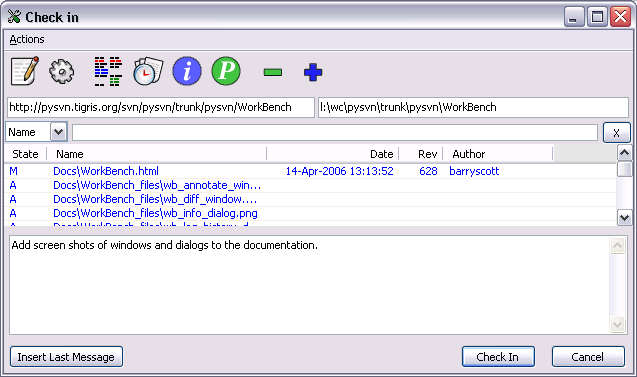 Check in
Actions
i P
http://pysvn.tigris.org/svn/pysvn/trunk/pysvn/WorkBench l:\wc\pysvn\trunk\pysvn\WorkBench
Name X
State Name Date Rev Author
M Docs\WorkBench.html 14-Apr-2006 13:13:52 628 barryscott
A Docs\WorkBench_files\wb_annotate_win...
A Docs\WorkBench_files\wb_diff_window....
A Docs\WorkBench_files\wb_info_dialog.png
A Docs\WorkBench_files\wb_log_history_d
Add screen shots of windows and dialogs to the documentation.
Insert Last Message Check In Cancel